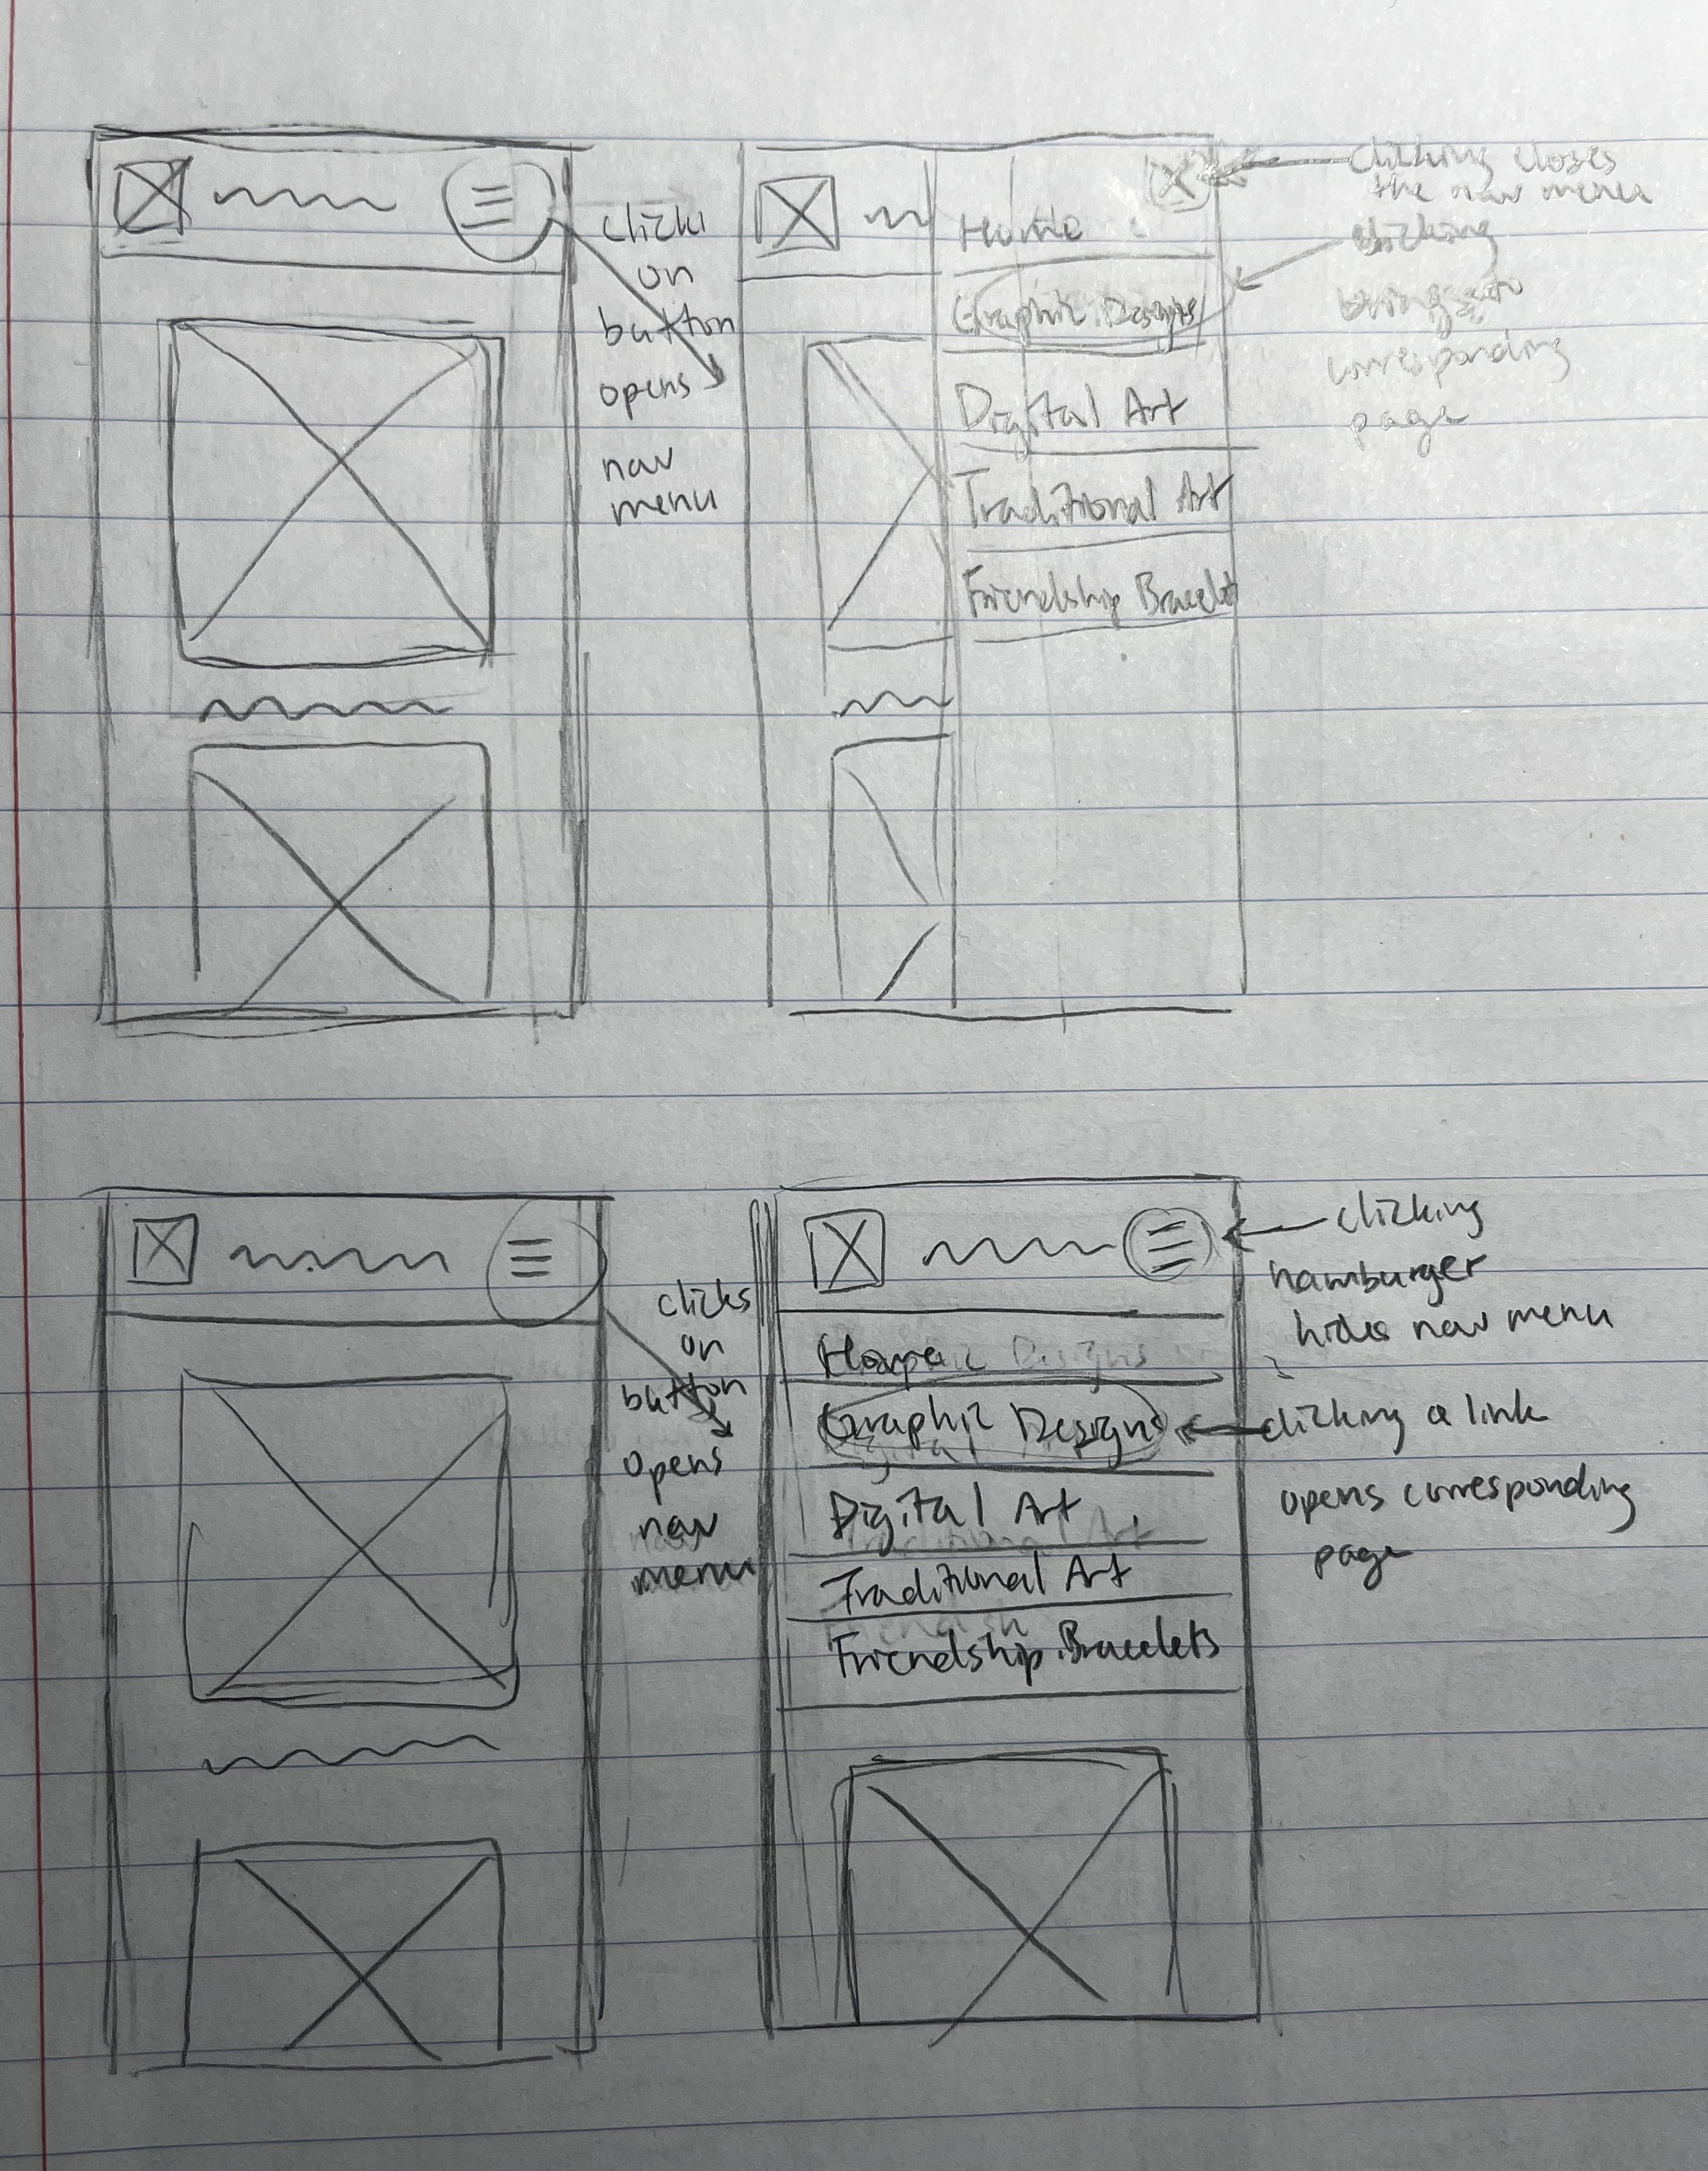 clicks
on
button
opens
nav
menu
Home
Graphic Designs
Digital Art
Traditional Art
Friendship Bracelet
clicking closes
the nav menu
clicking
brings to
corresponding
page
clicks
on
button
opens
nav
menu
Home
Graphic Designs
Digital Art
Traditional Art
Friendship Bracelets
clicking
hamburger
hides nav menu
clicking a link
opens corresponding
page